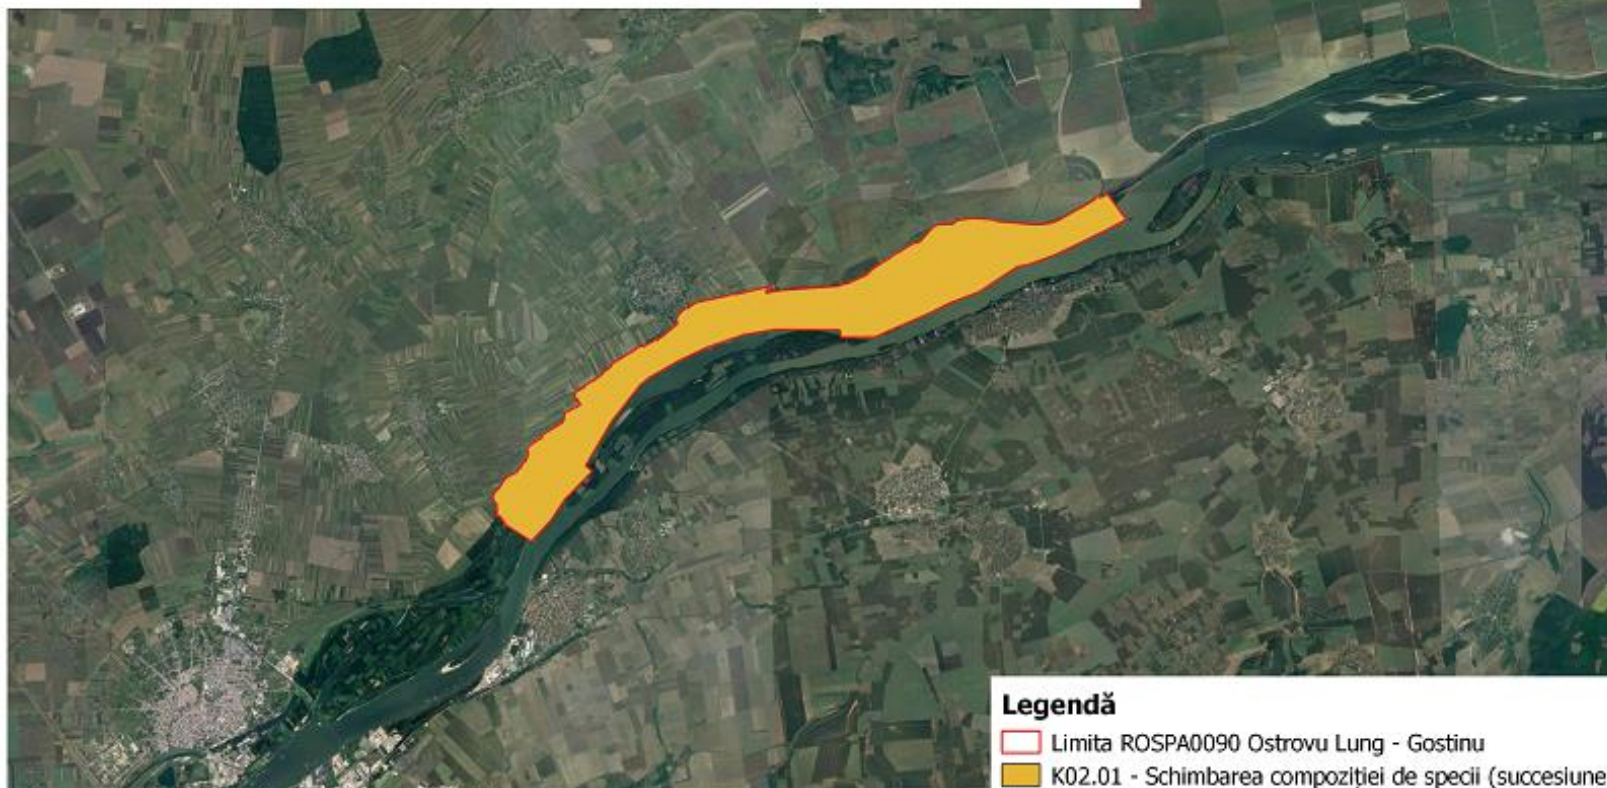 Legendă
Limita ROSPA0090 Ostrovu Lung - Gostinu
K02.01 - Schimbarea compoziției de specii (succesiune